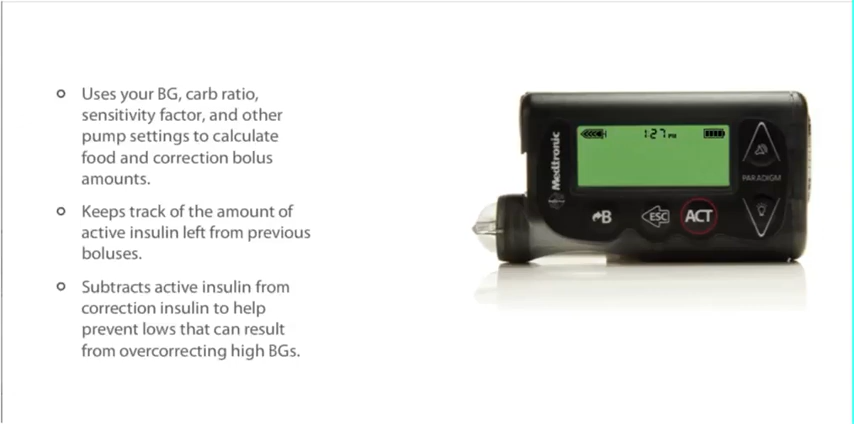 Uses your BG, carb ratio,
sensitivity factor, and other
pump settings to calculate
food and correction bolus
amounts.
Keeps track of the amount of
active insulin left from previous
boluses.
Subtracts active insulin from
correction insulin to help
prevent lows that can result
from overcorrecting high BGs.
Medtronic
1:27 PM
PARADIGM
B
ESC
ACT